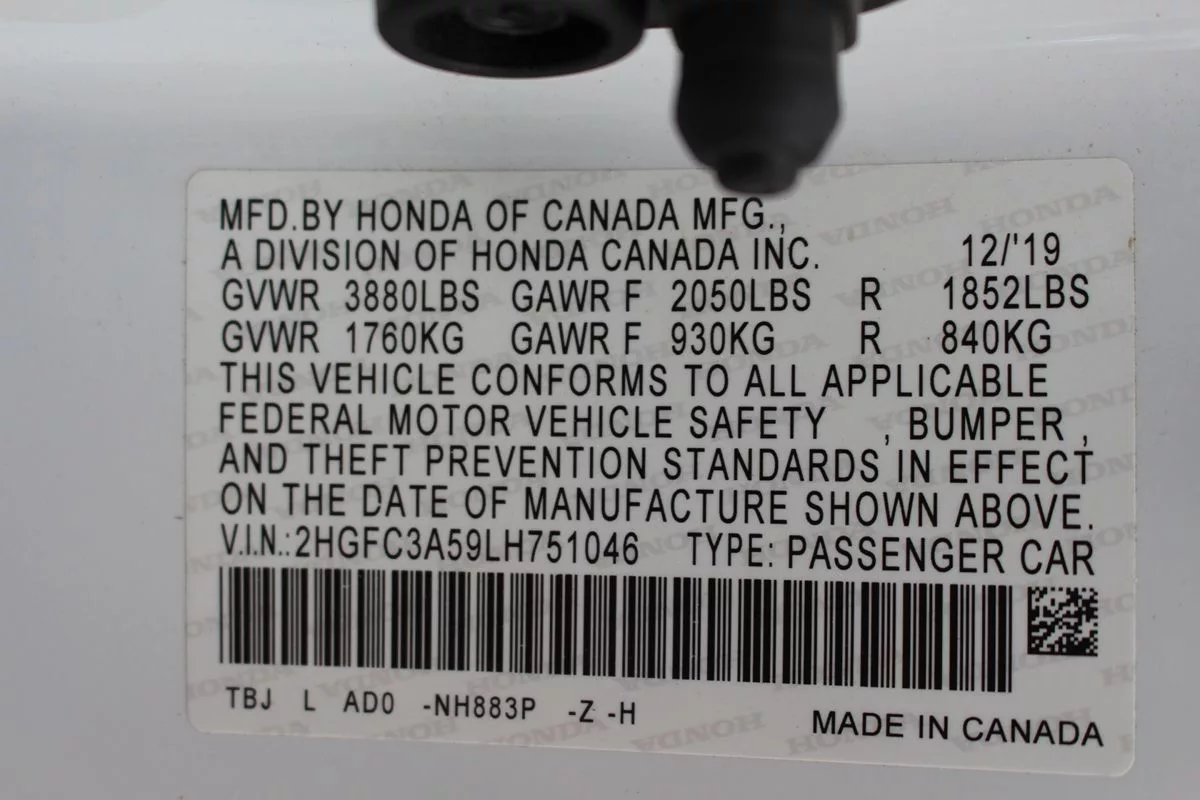 MFD.BY HONDA OF CANADA MFG.,
A DIVISION OF HONDA CANADA INC. 12/'19
GVWR 3880LBS GAWR F 2050LBS R 1852LBS
GVWR 1760KG GAWR F 930KG R 840KG
THIS VEHICLE CONFORMS TO ALL APPLICABLE
FEDERAL MOTOR VEHICLE SAFETY , BUMPER ,
AND THEFT PREVENTION STANDARDS IN EFFECT
ON THE DATE OF MANUFACTURE SHOWN ABOVE.
V.I.N.:2HGFC3A59LH751046 TYPE: PASSENGER CAR
TBJ L AD0 -NH883P -Z -H
MADE IN CANADA